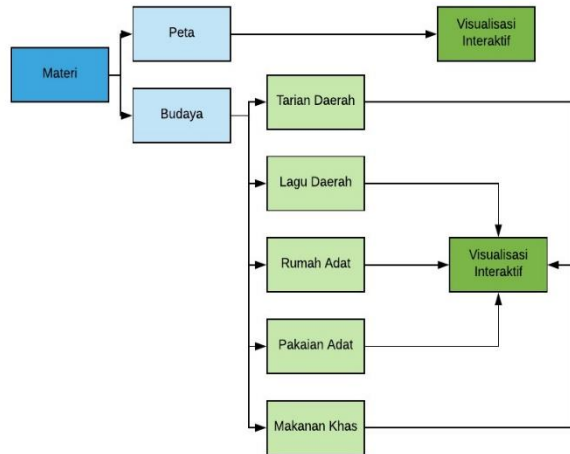 Materi
Peta
Visualisasi
Interaktif
Budaya
Tarian Daerah
Lagu Daerah
Rumah Adat
Visualisasi
Interaktif
Pakaian Adat
Makanan Khas